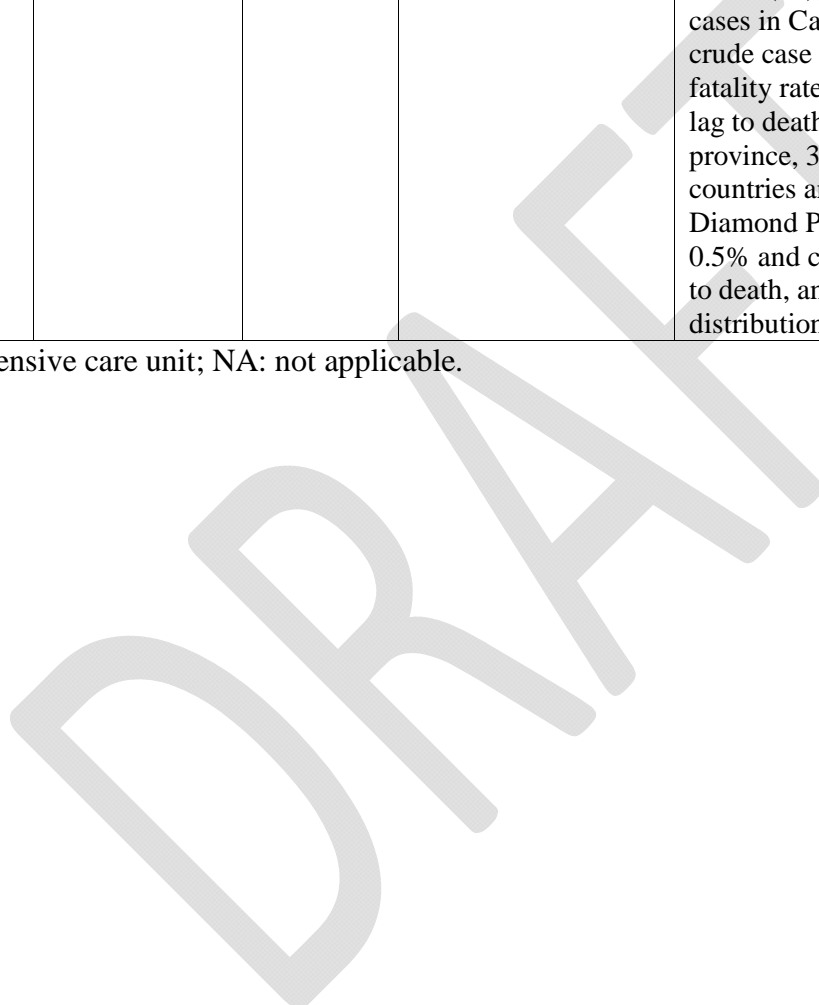 cases in Ca
crude case
fatality rate
lag to death
province, 3
countries a
Diamond P
0.5% and c
to death, an
distribution
ensive care unit; NA: not applicable.
DRAFT